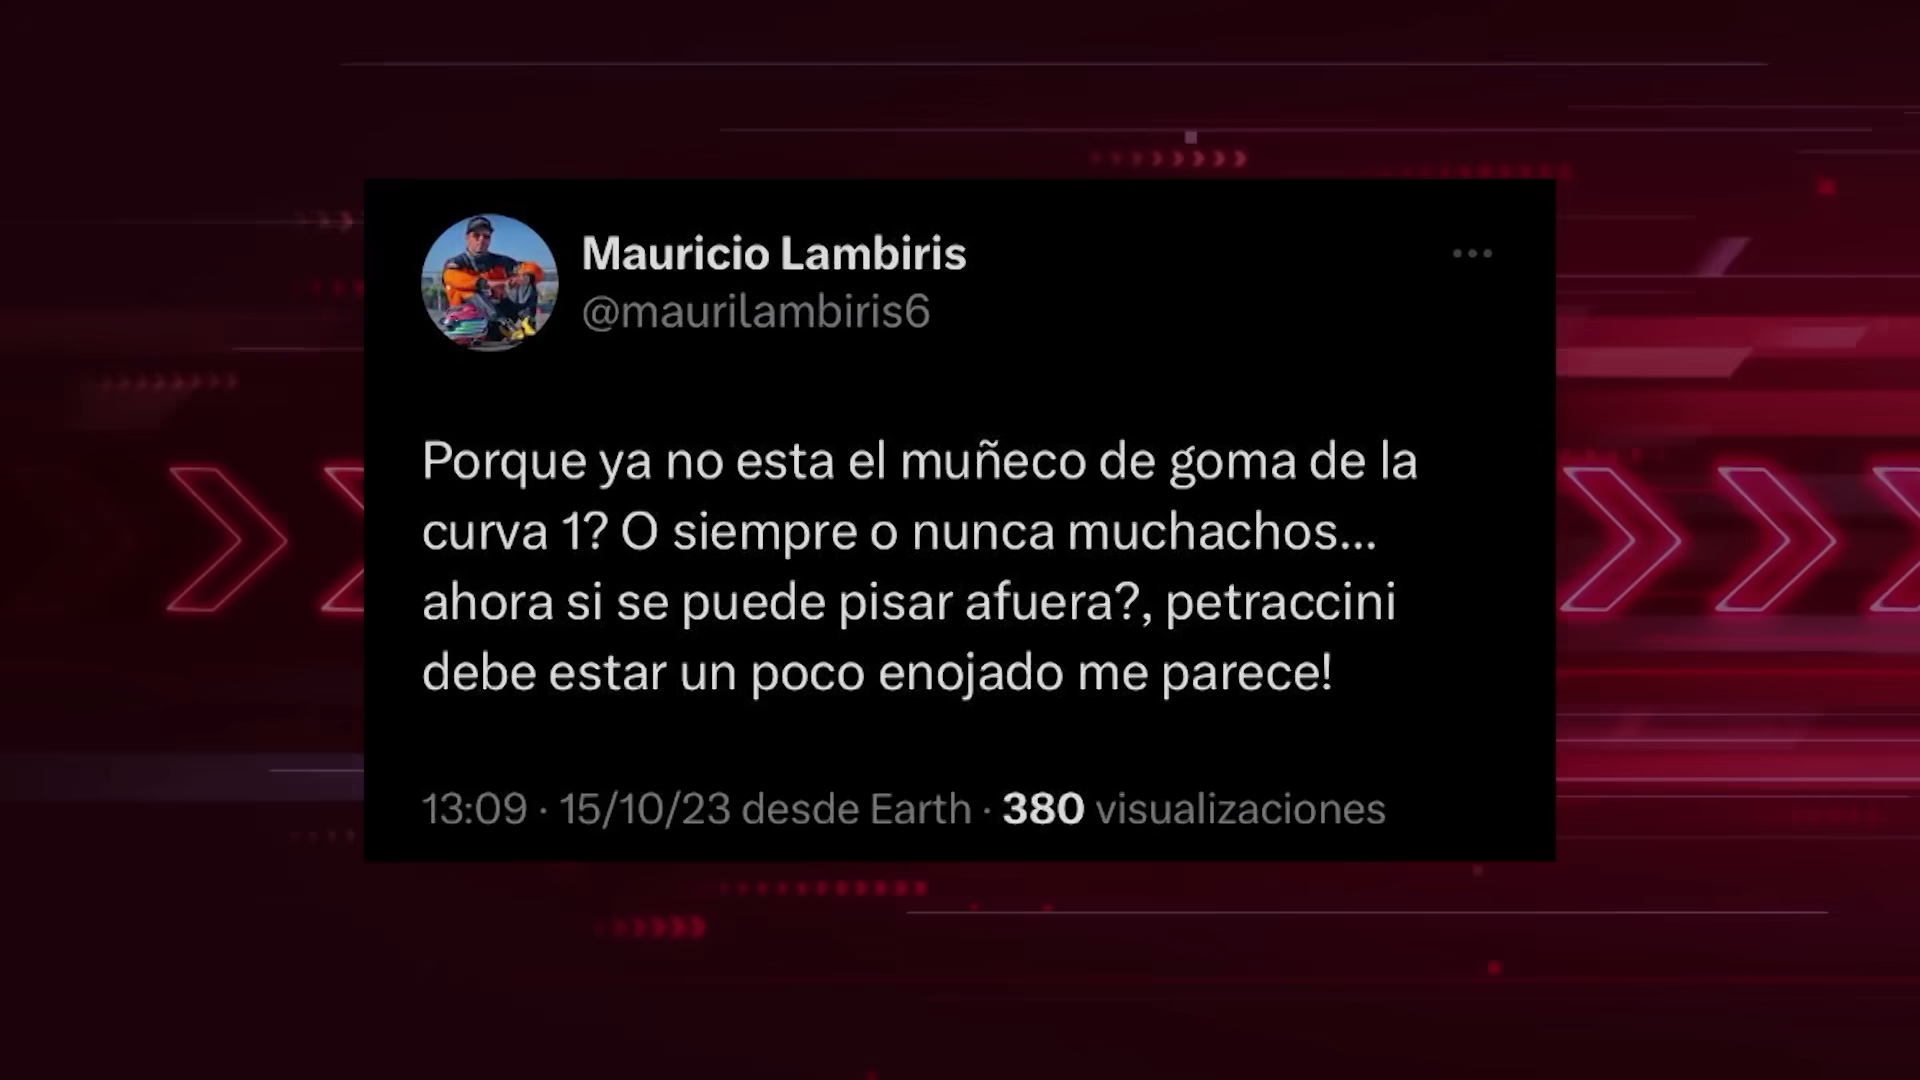 Mauricio Lambiris
@maurilambiris6
Porque ya no esta el muñeco de goma de la
curva 1? O siempre o nunca muchachos...
ahora si se puede pisar afuera?, petraccini
debe estar un poco enojado me parece!
13:09 · 15/10/23 desde Earth · 380 visualizaciones